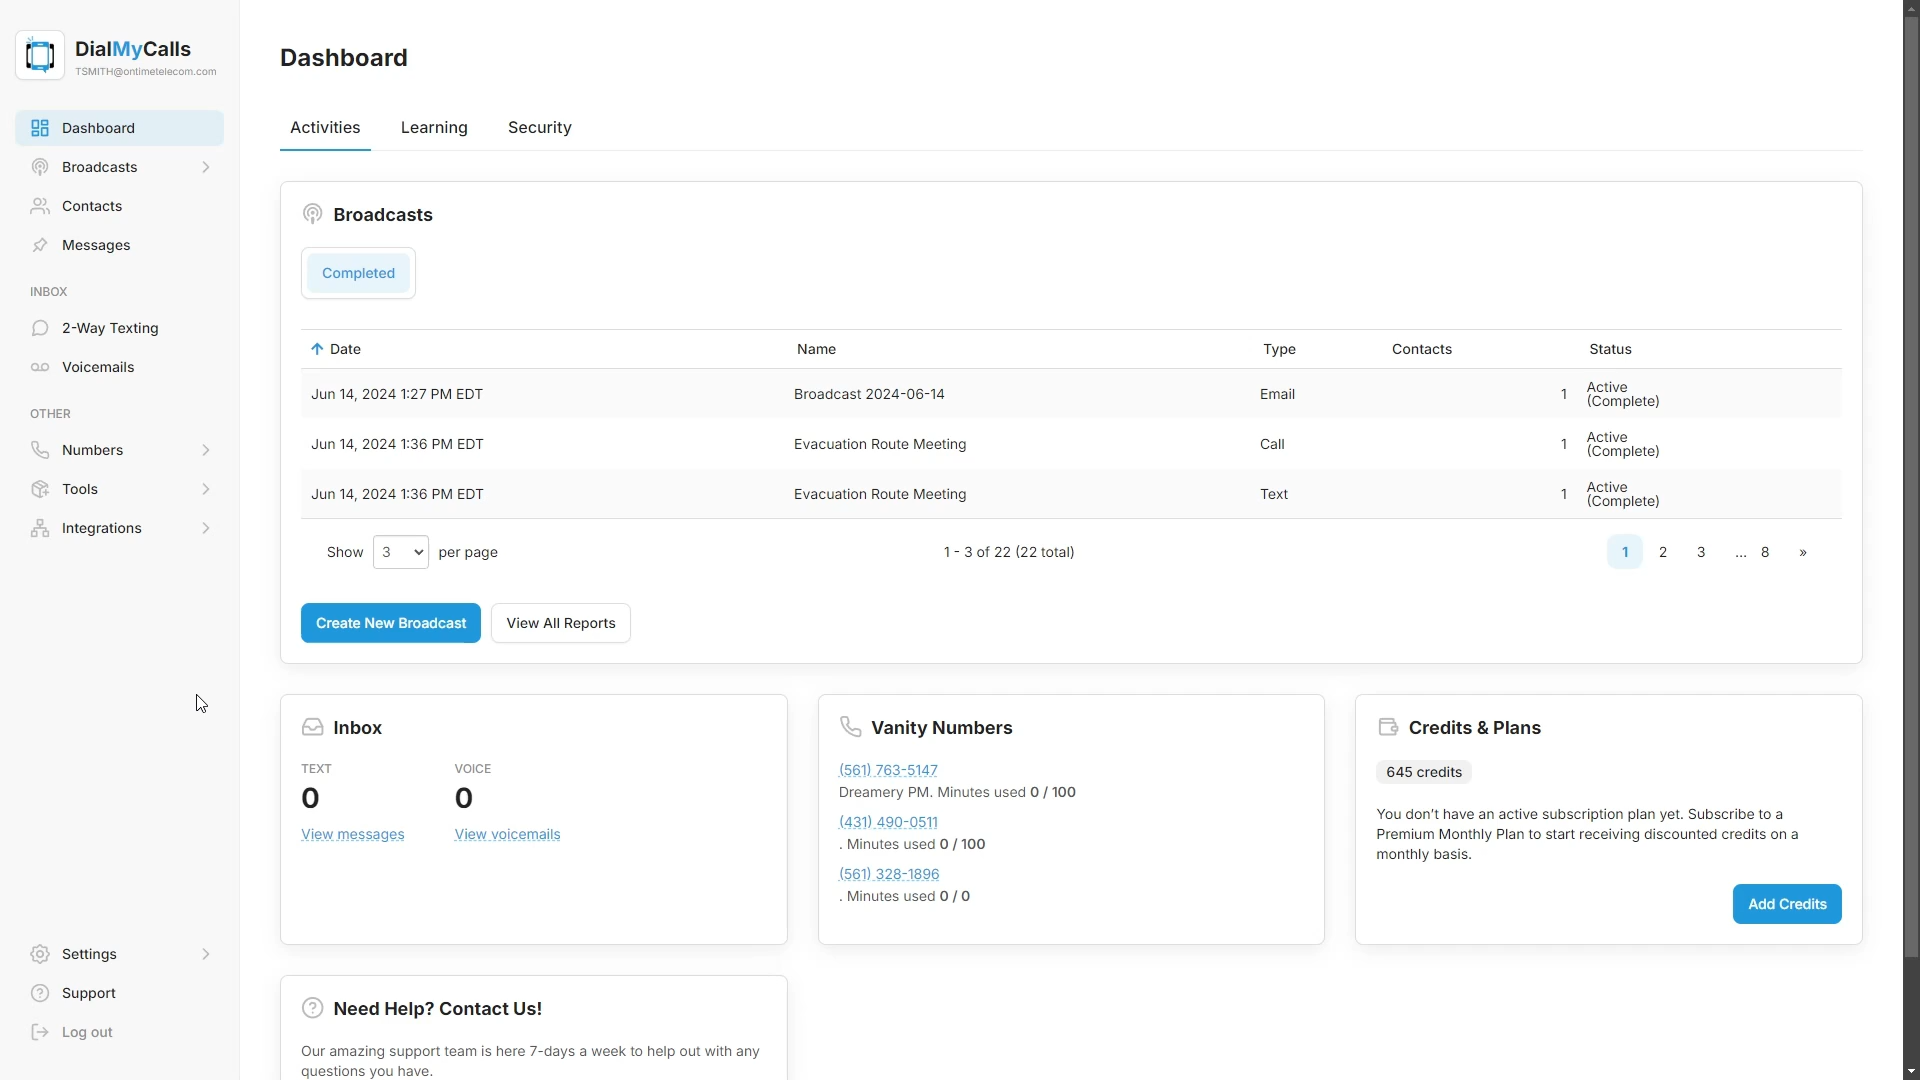 DialMyCalls
TSMITH@ontimetelecom.com
Dashboard
Broadcasts
Contacts
Messages
INBOX
2-Way Texting
Voicemails
OTHER
Numbers
Tools
Integrations
Settings
Support
Log out
Dashboard
Activities Learning Security
Broadcasts
Completed
Date Name Type Contacts Status
Jun 14, 2024 1:27 PM EDT Broadcast 2024-06-14 Email 1 Active
(Complete)
Jun 14, 2024 1:36 PM EDT Evacuation Route Meeting Call 1 Active
(Complete)
Jun 14, 2024 1:36 PM EDT Evacuation Route Meeting Text 1 Active
(Complete)
Show 3 per page 1 - 3 of 22 (22 total) 1 2 3 ... 8 »
Create New Broadcast View All Reports
Inbox
TEXT VOICE
0 0
View messages View voicemails
Vanity Numbers
(561) 763-5147
Dreamery PM. Minutes used 0 / 100
(431) 490-0511
. Minutes used 0 / 100
(561) 328-1896
. Minutes used 0 / 0
Credits & Plans
645 credits
You don't have an active subscription plan yet. Subscribe to a
Premium Monthly Plan to start receiving discounted credits on a
monthly basis.
Add Credits
Need Help? Contact Us!
Our amazing support team is here 7-days a week to help out with any
questions you have.